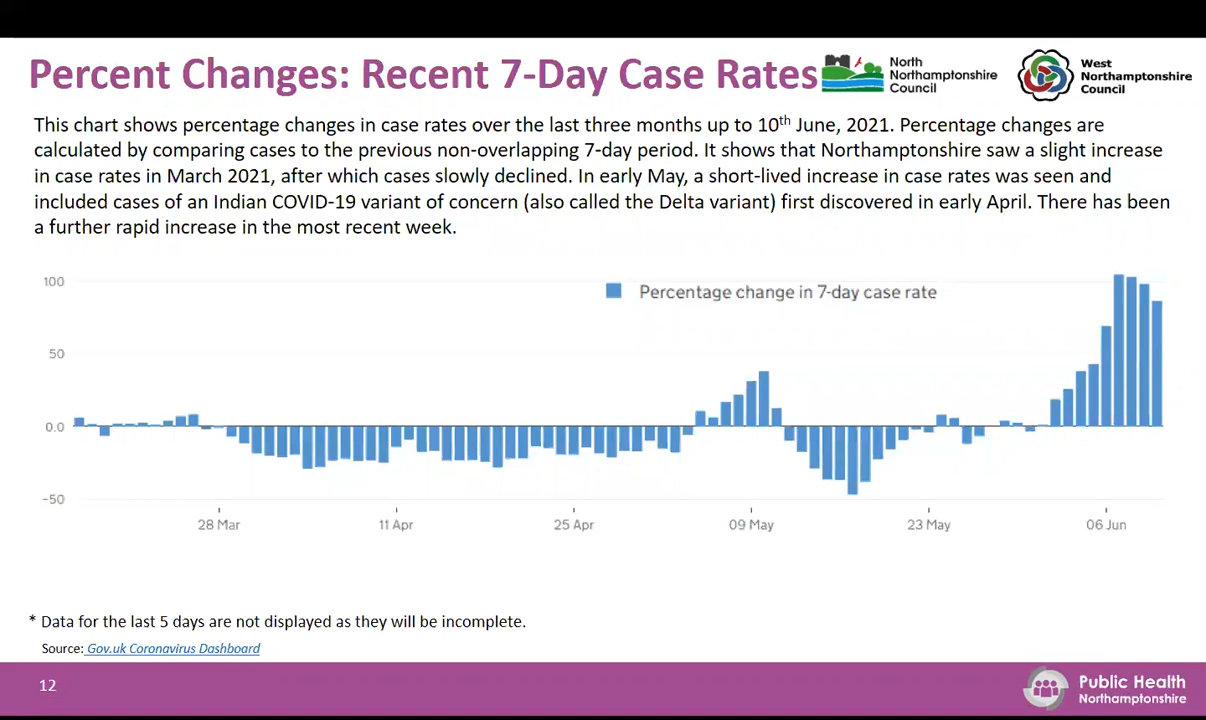 Percent Changes: Recent 7-Day Case Rates
North
Northamptonshire
Council
West
Northamptonshire
Council
This chart shows percentage changes in case rates over the last three months up to 10th June, 2021. Percentage changes are
calculated by comparing cases to the previous non-overlapping 7-day period. It shows that Northamptonshire saw a slight increase
in case rates in March 2021, after which cases slowly declined. In early May, a short-lived increase in case rates was seen and
included cases of an Indian COVID-19 variant of concern (also called the Delta variant) first discovered in early April. There has been
a further rapid increase in the most recent week.
Percentage change in 7-day case rate
100
50
0.0
-50
28 Mar 11 Apr 25 Apr 09 May 23 May 06 Jun
* Data for the last 5 days are not displayed as they will be incomplete.
Source: Gov.uk Coronavirus Dashboard
12
Public Health
Northamptonshire